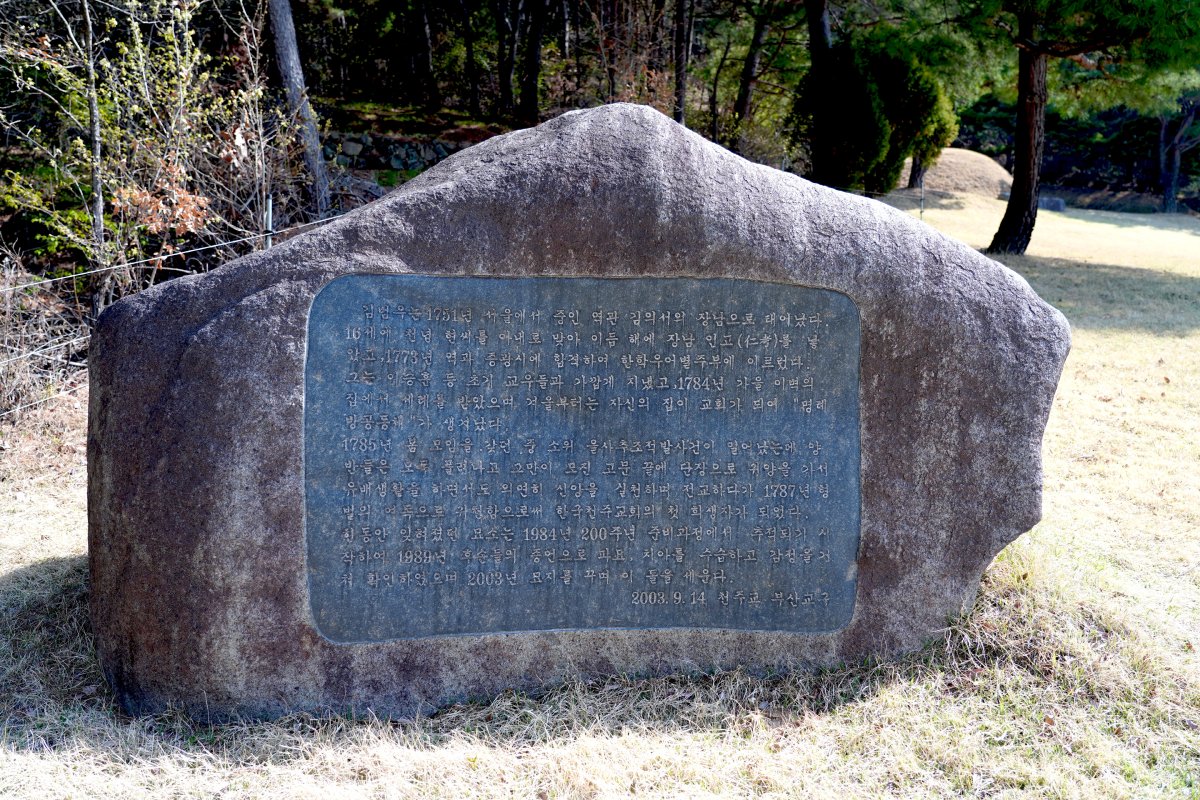 김범우는 1751년 서울에서 중인 역관 김의서의 장남으로 태어났다.
16세에 천녕 현씨를 아내로 맞아 이듬 해에 장남 인고(仁孝)를 낳
았고, 1773년 역과 증광시에 합격하여 한학우어별주부에 이르렀다.
그는 이승훈 등 초기 교우들과 가깝게 지냈고, 1784년 가을 이벽의
집에서 세례를 받았으며 겨울부터는 자신의 집이 교회가 되어 "명례
방공동체"가 생겨났다.
1785년 봄 모임을 갖던 중 소위 을사추조적발사건이 일어났는데, 양
반들은 모두 풀려나고 그만이 모진 고문 끝에 단장으로 귀양을 가서
유배생활을 하면서도 의연히 신앙을 실천하며 전교하다가 1787년 형
벌의 여독으로 귀천함으로써 한국천주교회의 첫 희생자가 되었다.
한동안 잊혀졌던 묘소는 1984년 200주년 준비과정에서 추적되기 시
작하여 1989년 후손들의 증언으로 파묘, 치아를 수습하고 감정을 거
쳐 확인하였으며 2003년 묘지를 꾸며 이 돌을 세운다.
2003. 9. 14 천주교 부산교구